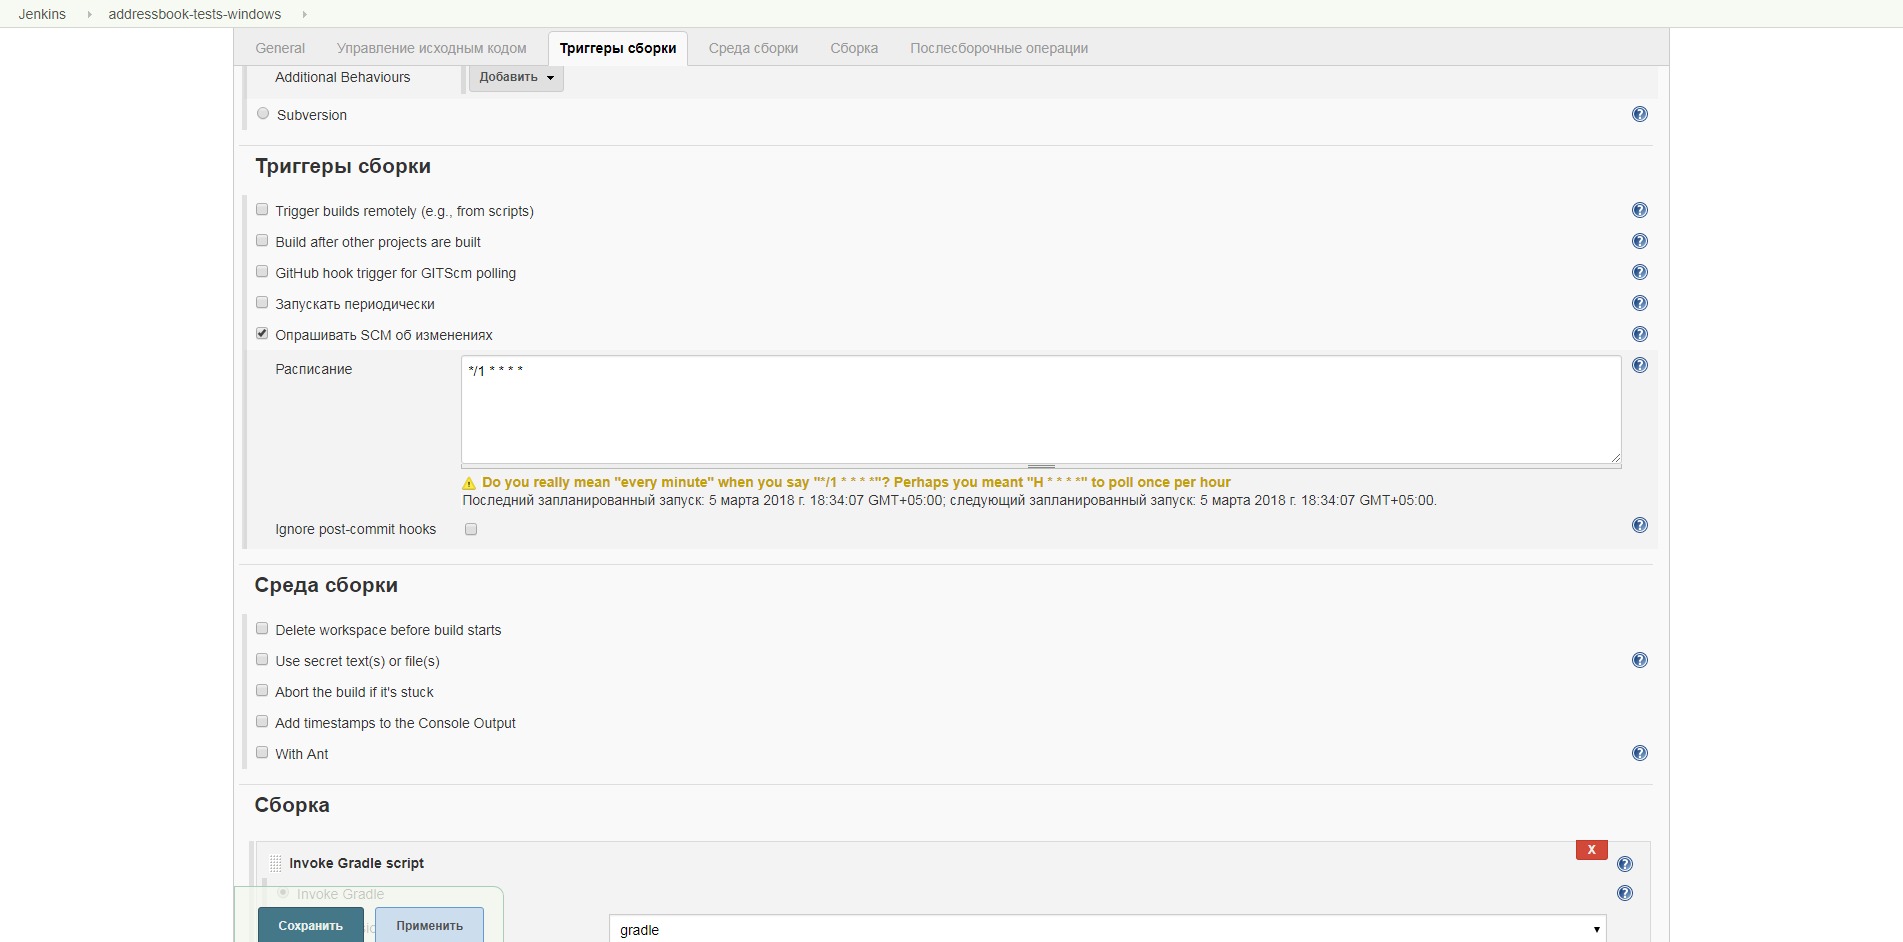 Jenkins addressbook-tests-windows
General Управление исходным кодом Триггеры сборки Среда сборки Сборка Послесборочные операции
Additional Behaviours Добавить
Subversion
Триггеры сборки
Trigger builds remotely (e.g., from scripts)
Build after other projects are built
GitHub hook trigger for GITScm polling
Запускать периодически
Опрашивать SCM об изменениях
Расписание */1 * * * *
Do you really mean "every minute" when you say "*/1 * * * *"? Perhaps you meant "H * * * *" to poll once per hour
Последний запланированный запуск: 5 марта 2018 г. 18:34:07 GMT+05:00; следующий запланированный запуск: 5 марта 2018 г. 18:34:07 GMT+05:00.
Ignore post-commit hooks
Среда сборки
Delete workspace before build starts
Use secret text(s) or file(s)
Abort the build if it's stuck
Add timestamps to the Console Output
With Ant
Сборка
X
Invoke Gradle script
Invoke Gradle
Сохранить Применить gradle